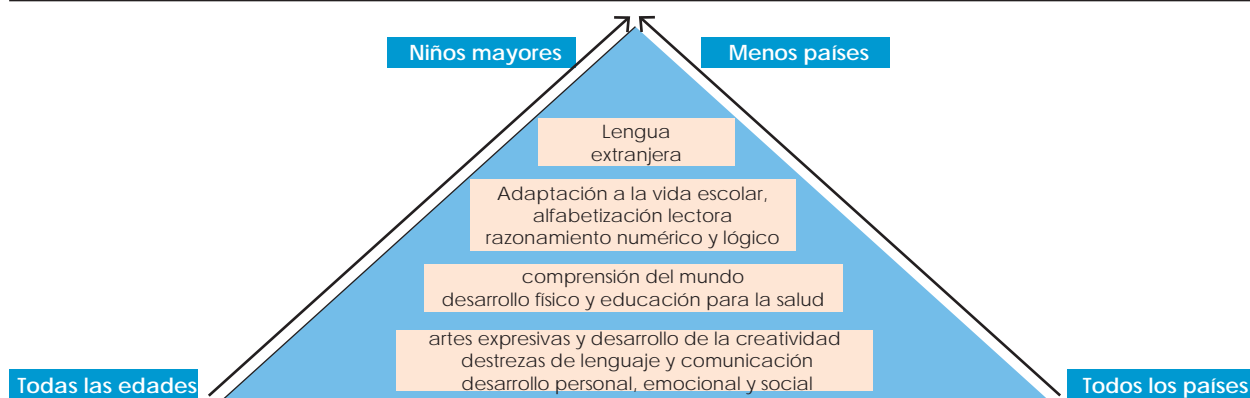 Niños mayores
Menos países
Lengua
extranjera
Adaptación a la vida escolar,
alfabetización lectora
razonamiento numérico y lógico
comprensión del mundo
desarrollo físico y educación para la salud
artes expresivas y desarrollo de la creatividad
destrezas de lenguaje y comunicación
desarrollo personal, emocional y social
Todas las edades
Todos los países